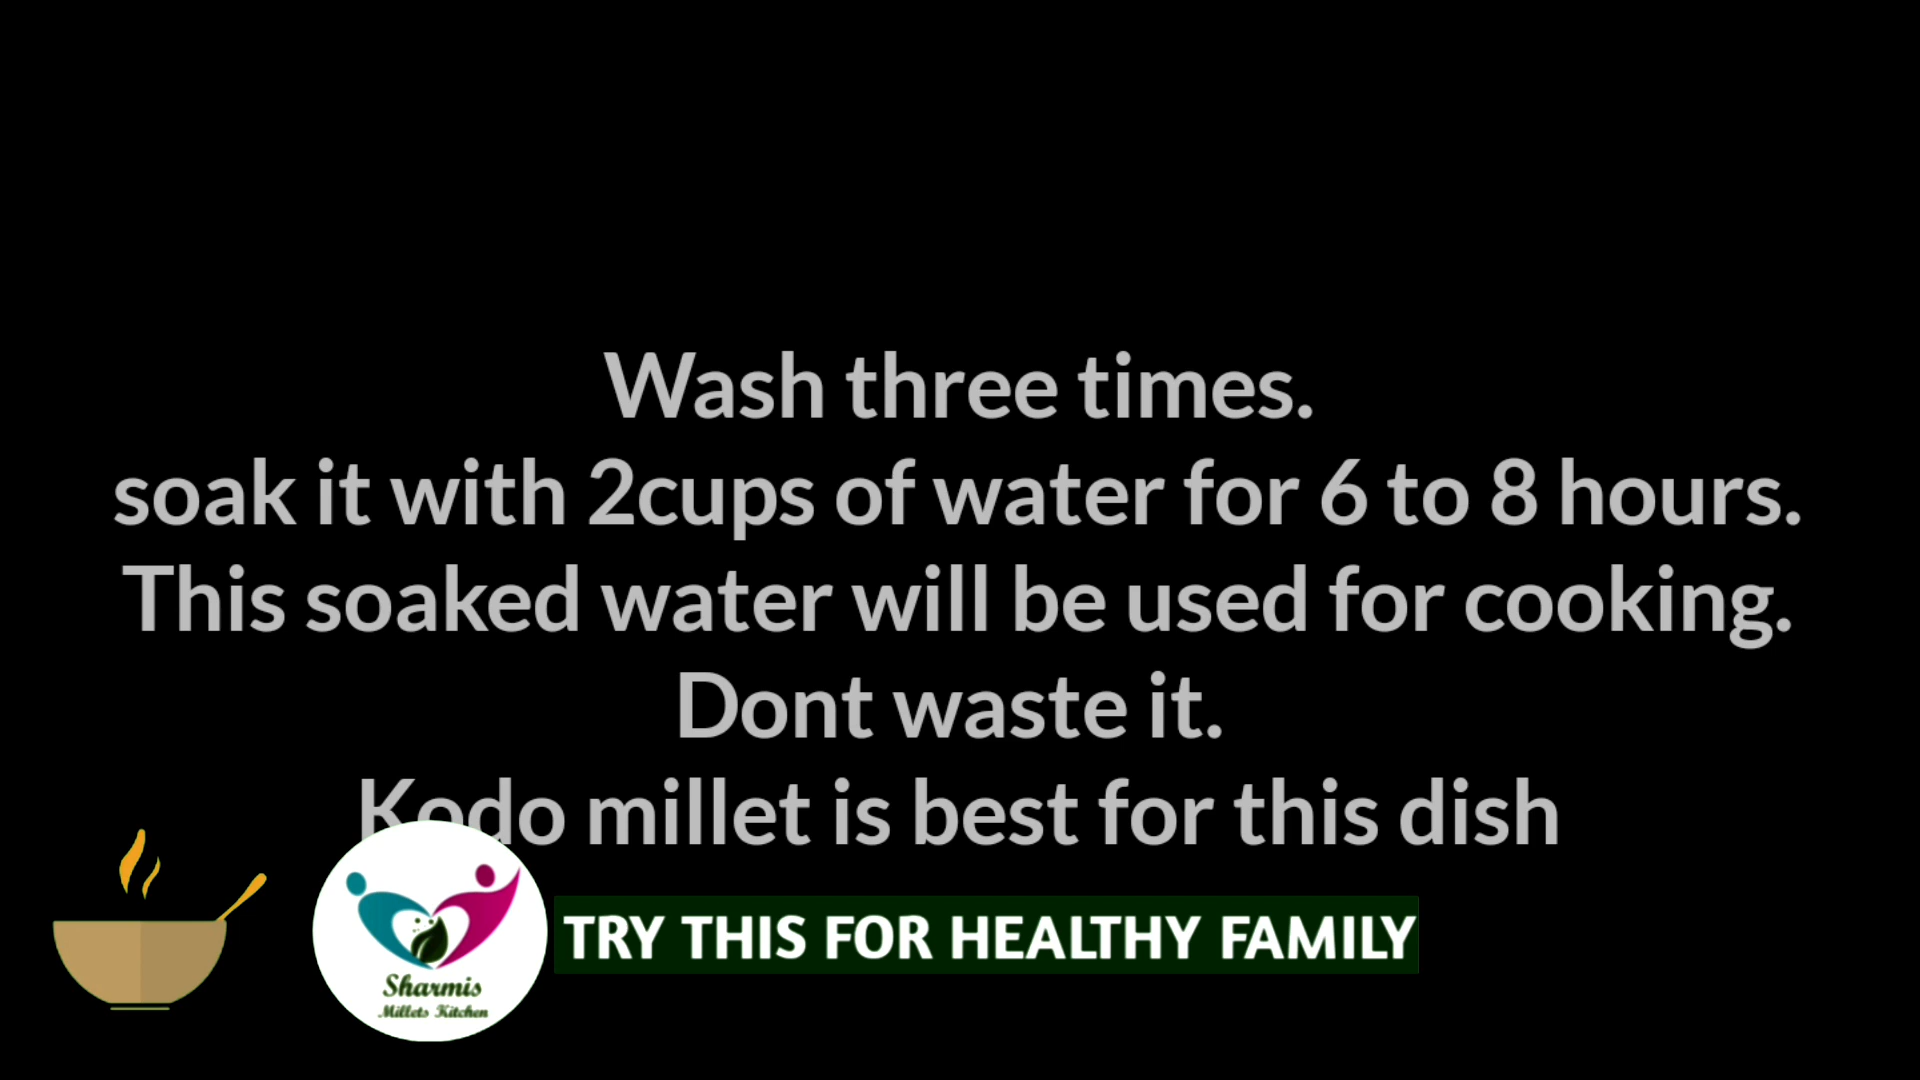 Wash three times.
soak it with 2cups of water for 6 to 8 hours.
This soaked water will be used for cooking.
Dont waste it.
Kodo millet is best for this dish
TRY THIS FOR HEALTHY FAMILY
Sharmis
Millets Kitchen